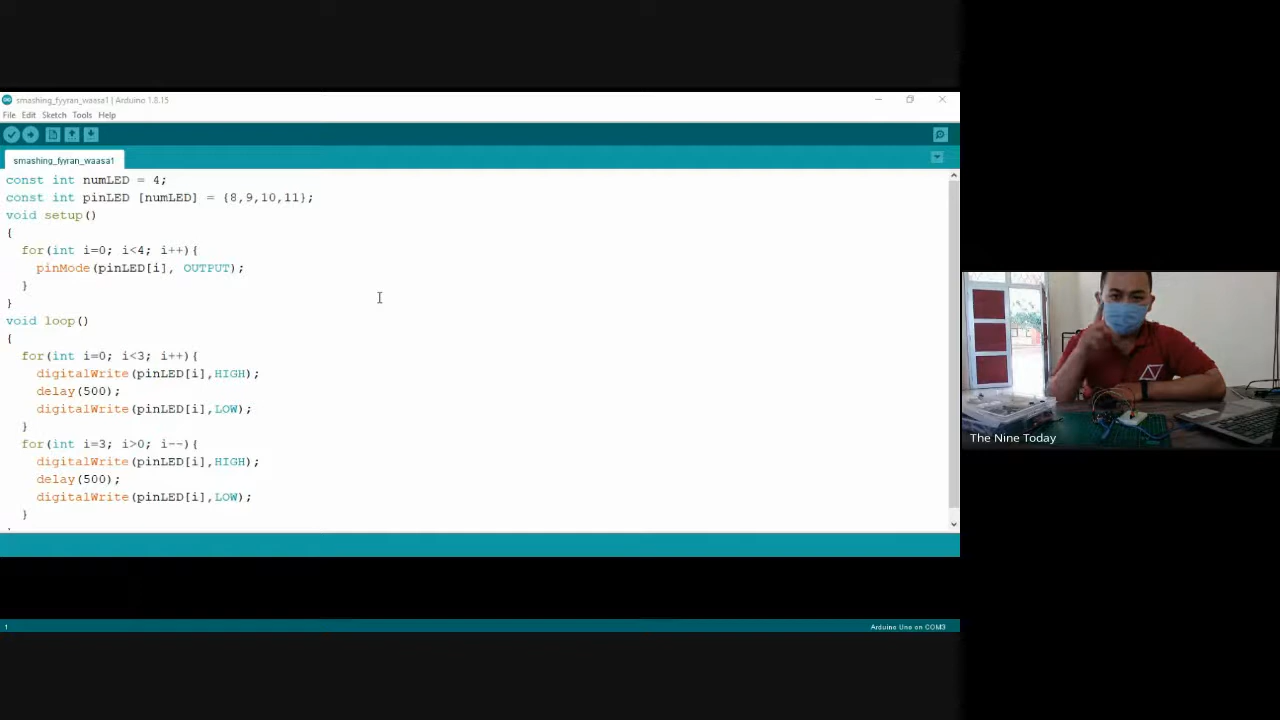 smashing_fyyran_waasa1 | Arduino 1.8.15
File Edit Sketch Tools Help
smashing_fyyran_waasa1
const int numLED = 4;
const int pinLED [numLED] = {8,9,10,11};
void setup()
{
  for(int i=0; i<4; i++){
    pinMode(pinLED[i], OUTPUT);
  }
}
void loop()
{
  for(int i=0; i<3; i++){
    digitalWrite(pinLED[i],HIGH);
    delay(500);
    digitalWrite(pinLED[i],LOW);
  }
  for(int i=3; i>0; i--){
    digitalWrite(pinLED[i],HIGH);
    delay(500);
    digitalWrite(pinLED[i],LOW);
  }
The Nine Today
1
Arduino Uno on COM3